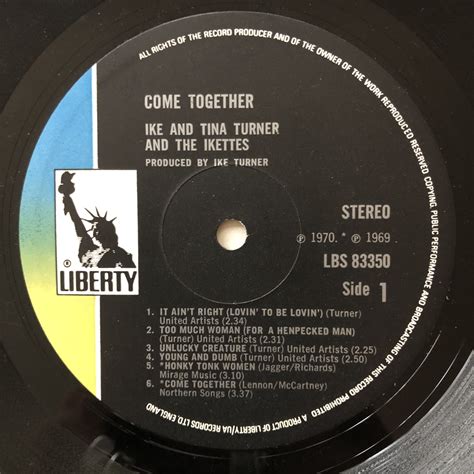 ALL RIGHTS OF THE RECORD PRODUCER AND OF THE OWNER OF THE WORK REPRODUCED RESERVED COPYING, PUBLIC PERFORMANCE AND BROADCASTING OF THIS RECORD PROHIBITED
COME TOGETHER
IKE AND TINA TURNER
AND THE IKETTES
PRODUCED BY IKE TURNER
STEREO
℗ 1970. * ℗ 1969
LBS 83350
Side 1
® LIBERTY
1. IT AIN'T RIGHT (LOVIN' TO BE LOVIN') (Turner)
United Artists (2.34)
2. TOO MUCH WOMAN (FOR A HENPECKED MAN)
(Turner) United Artists (2.31)
3. UNLUCKY CREATURE (Turner) United Artists (2.25)
4. YOUNG AND DUMB (Turner) United Artists (2.50)
5. *HONKY TONK WOMEN (Jagger/Richards)
Mirage Music (3.10)
6. *COME TOGETHER (Lennon/McCartney)
Northern Songs (3.37)
A PRODUCT OF LIBERTY/UA RECORDS LTD. ENGLAND